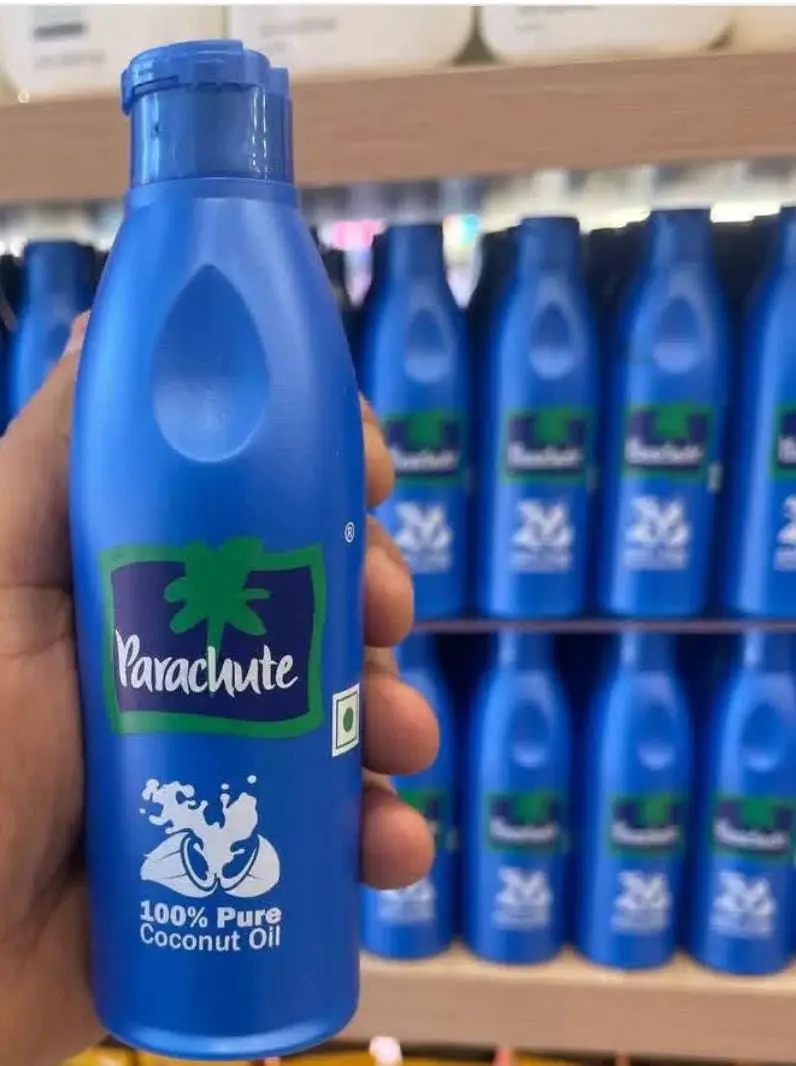 ®
Parachute
100% Pure
Coconut Oil